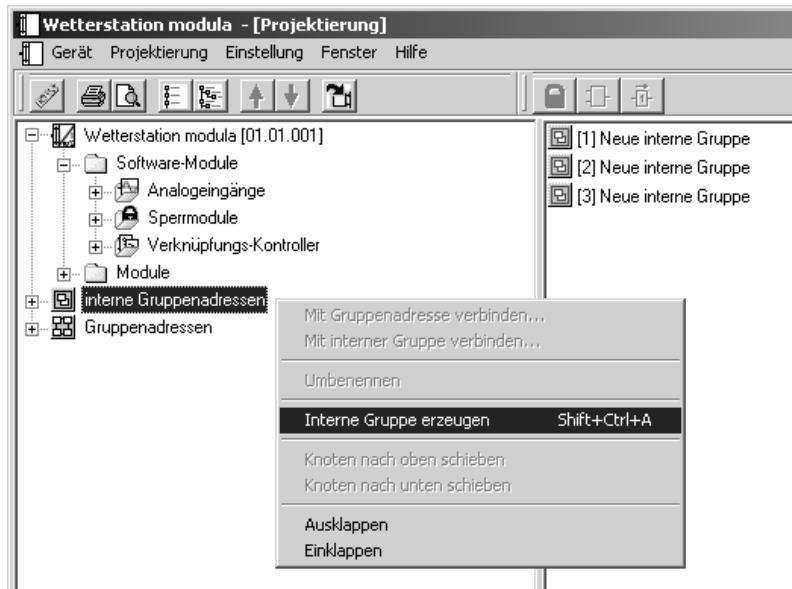 Wetterstation modula - [Projektierung]
Gerät Projektierung Einstellung Fenster Hilfe
Wetterstation modula [01.01.001]
Software-Module
Analogeingänge
Sperrmodule
Verknüpfungs-Kontroller
Module
interne Gruppenadressen
Gruppenadressen
[1] Neue interne Gruppe
[2] Neue interne Gruppe
[3] Neue interne Gruppe
Mit Gruppenadresse verbinden...
Mit interner Gruppe verbinden...
Umbenennen
Interne Gruppe erzeugen Shift+Ctrl+A
Knoten nach oben schieben
Knoten nach unten schieben
Ausklappen
Einklappen